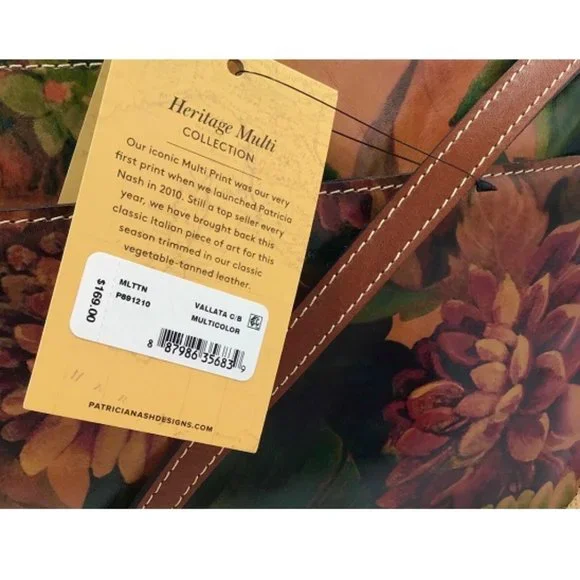 Heritage Multi
COLLECTION
Our iconic Multi Print was our very
first print when we launched Patricia
Nash in 2010. Still a top seller every
year, we have brought back this
classic Italian piece of art for this
season trimmed in our classic
vegetable-tanned leather.
$169.00
MLTTN
P891210
VALLATA C/B
MULTICOLOR
8 87986 35683 9
PATRICIANASHDESIGNS.COM